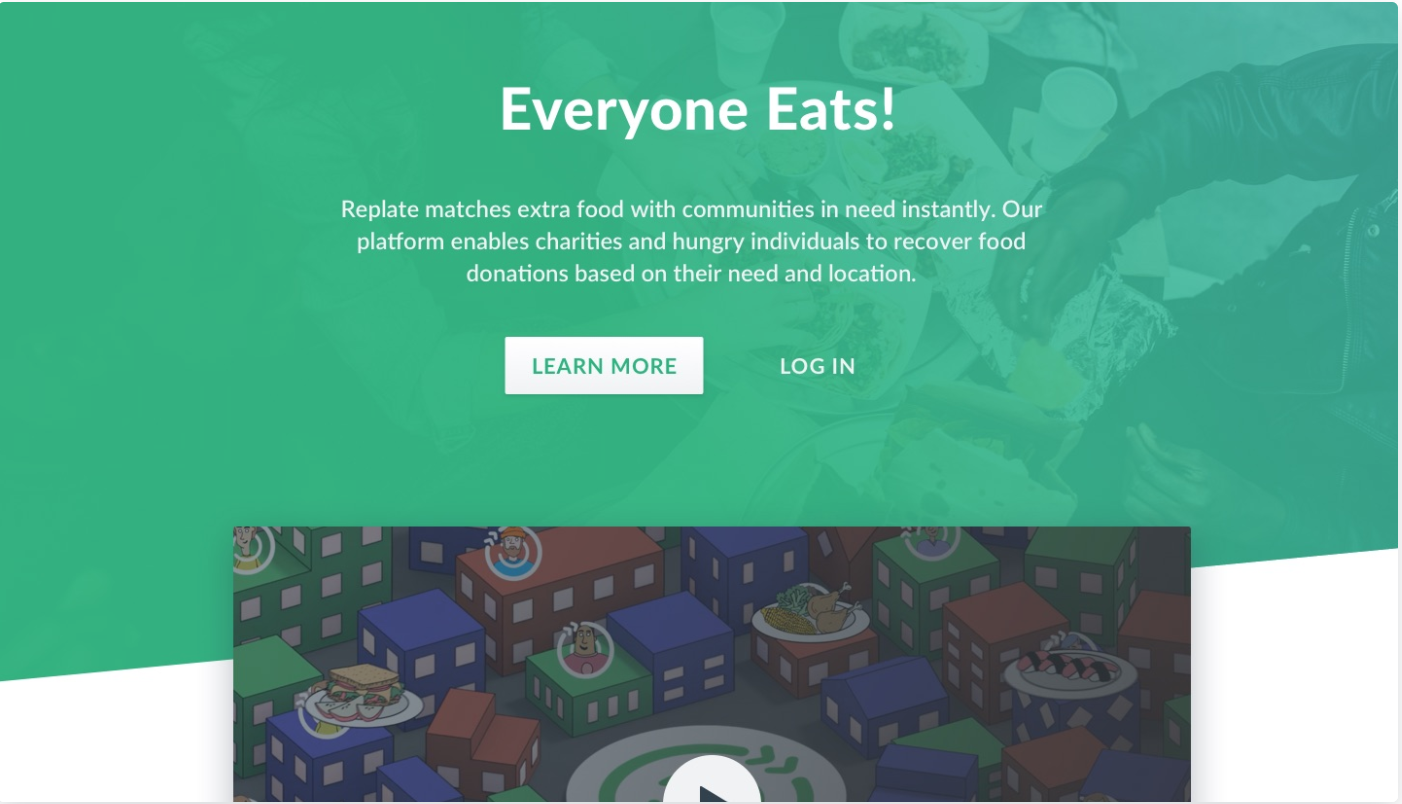 Everyone Eats!
Replate matches extra food with communities in need instantly. Our
platform enables charities and hungry individuals to recover food
donations based on their need and location.
LEARN MORE
LOG IN